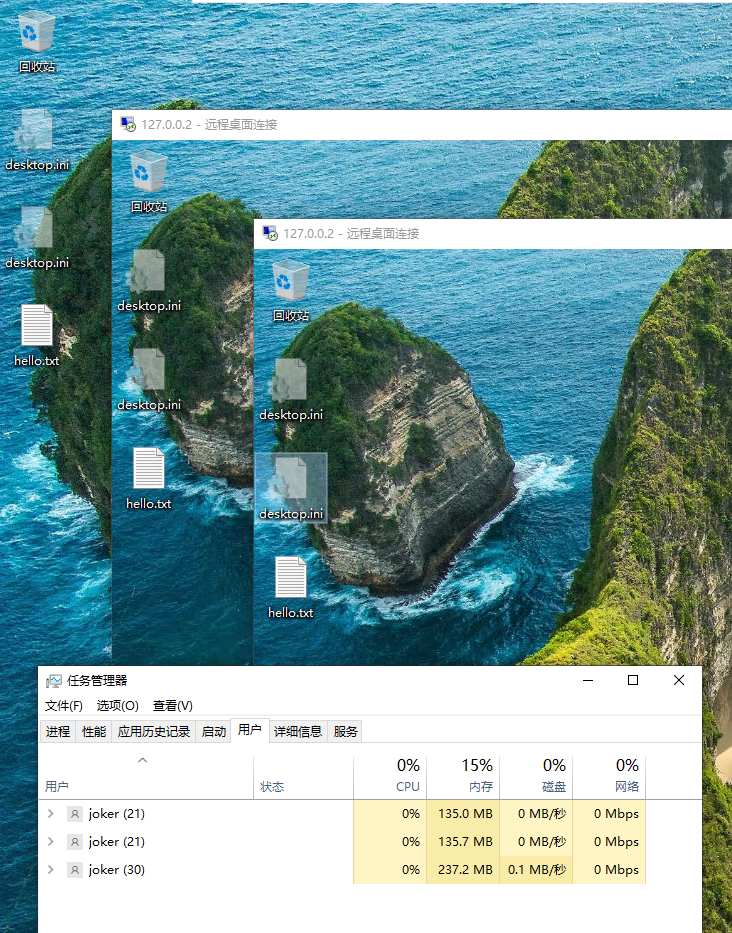 回收站
desktop.ini
desktop.ini
hello.txt
127.0.0.2 - 远程桌面连接
回收站
desktop.ini
desktop.ini
hello.txt
127.0.0.2 - 远程桌面连接
回收站
desktop.ini
desktop.ini
hello.txt
任务管理器
文件(F) 选项(O) 查看(V)
进程 性能 应用历史记录 启动 用户 详细信息 服务
0% 15% 0% 0%
用户 状态 CPU 内存 磁盘 网络
joker (21) 0% 135.0 MB 0 MB/秒 0 Mbps
joker (21) 0% 135.7 MB 0 MB/秒 0 Mbps
joker (30) 0% 237.2 MB 0.1 MB/秒 0 Mbps